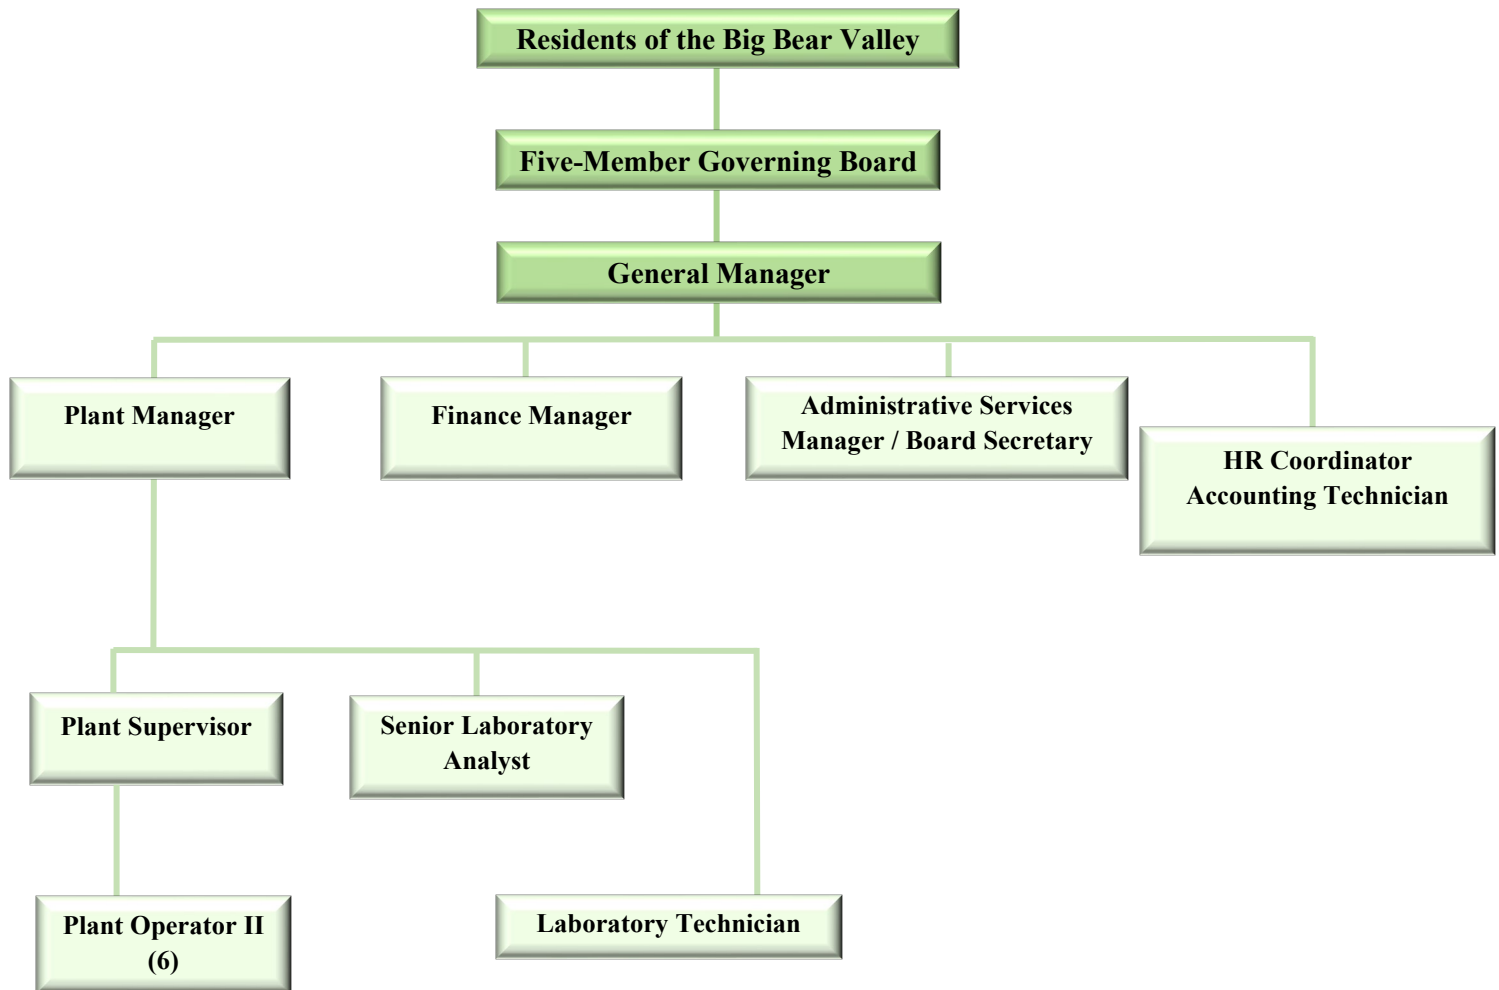 Residents of the Big Bear Valley
Five-Member Governing Board
General Manager
Plant Manager
Finance Manager
Administrative Services
Manager / Board Secretary
HR Coordinator
Accounting Technician
Plant Supervisor
Senior Laboratory
Analyst
Plant Operator II
(6)
Laboratory Technician